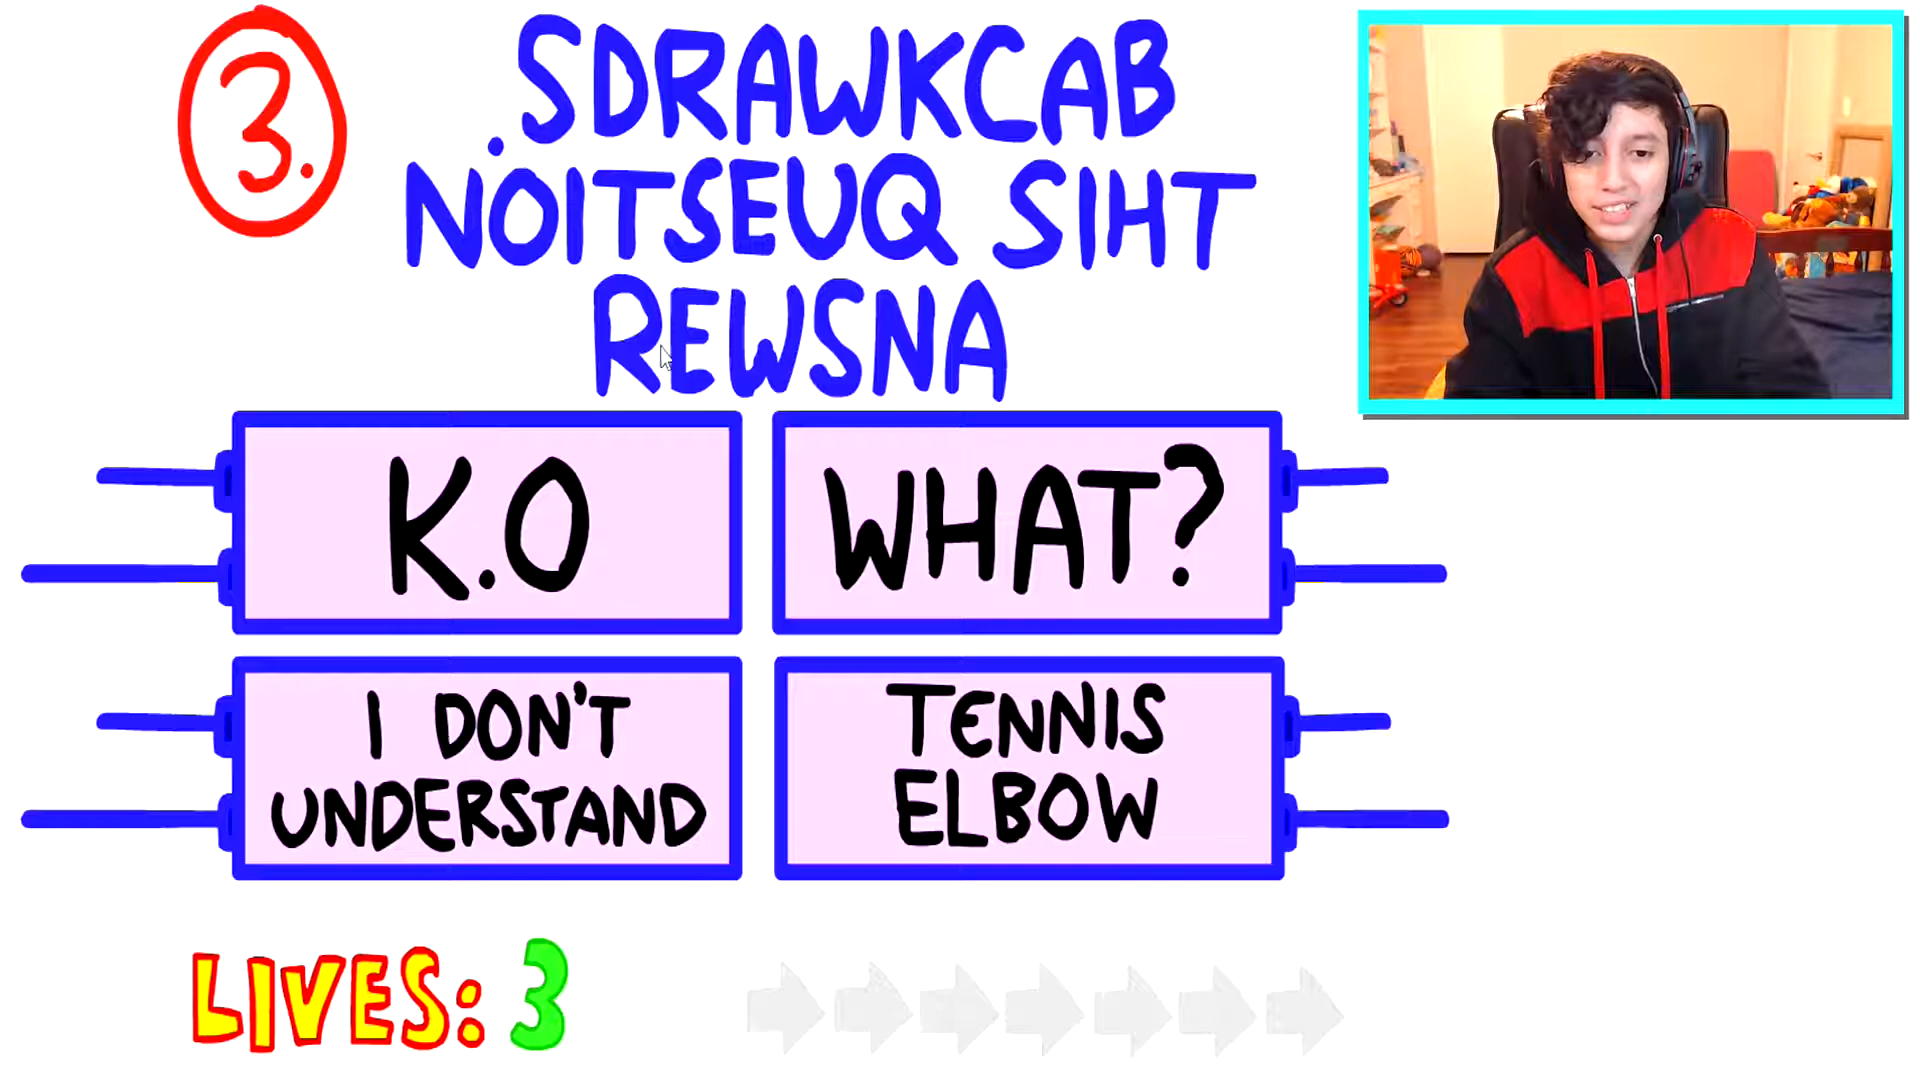 3.
.SDRAWKCAB
NOITSEUQ SIHT
REWSNA
K.O
WHAT?
I DON'T
UNDERSTAND
TENNIS
ELBOW
LIVES: 3